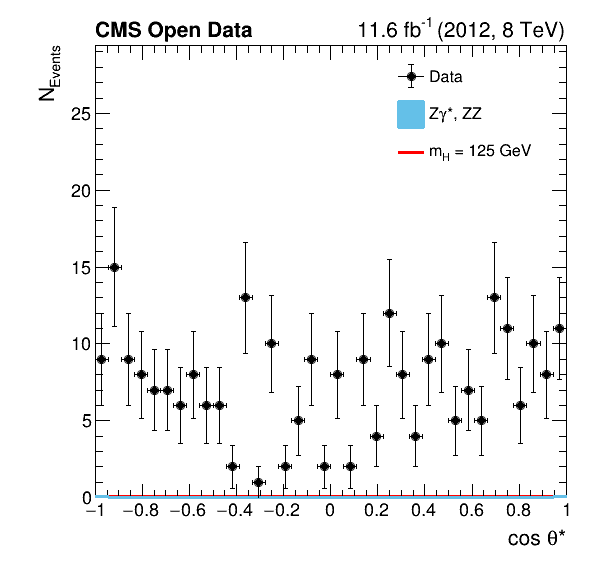 CMS Open Data
11.6 fb⁻¹ (2012, 8 TeV)
N_Events
Data
Zγ*, ZZ
m_H = 125 GeV
25
20
15
10
5
0
−1 −0.8 −0.6 −0.4 −0.2 0 0.2 0.4 0.6 0.8 1
cos θ*